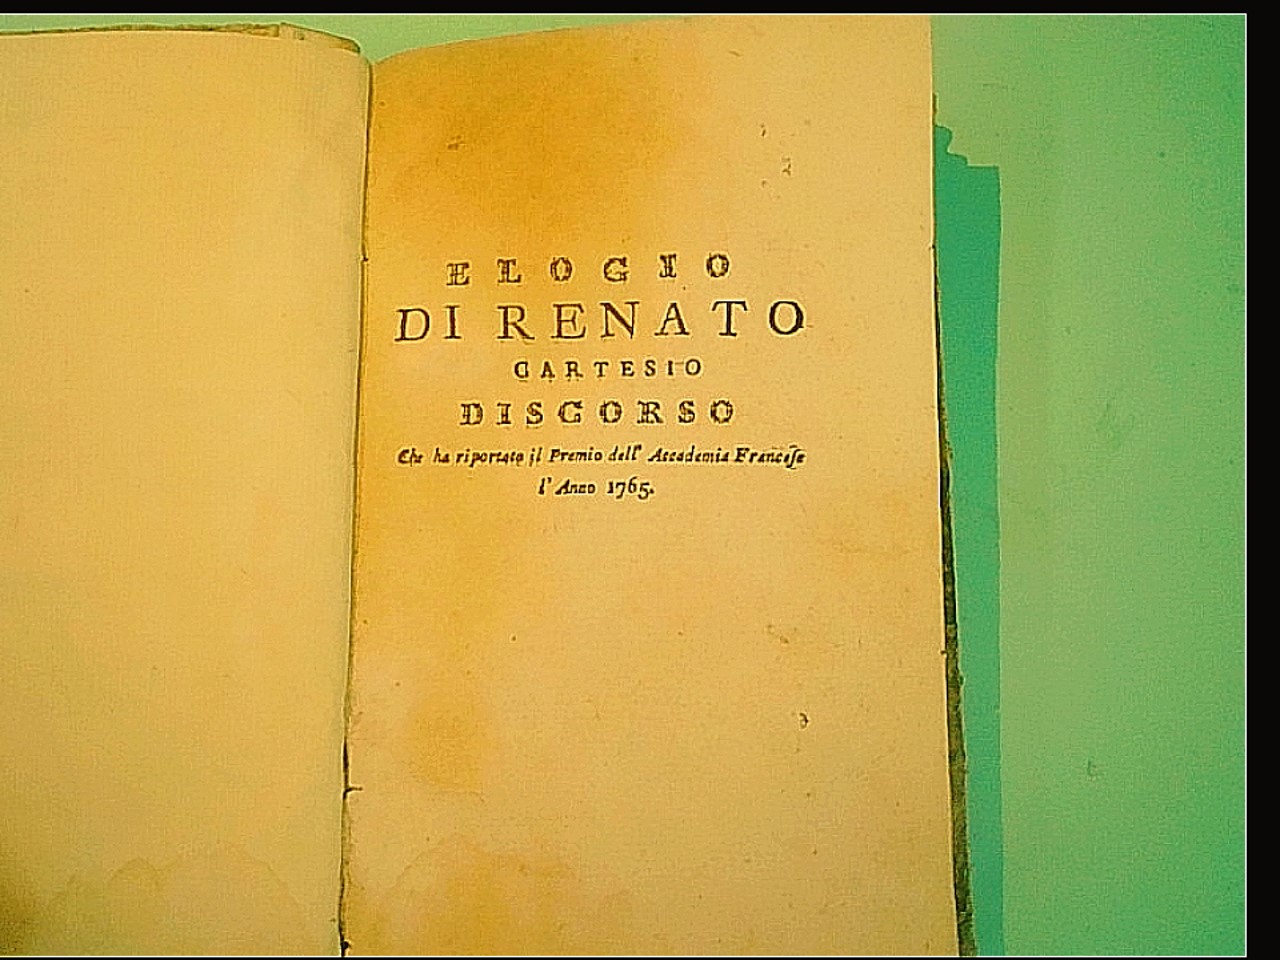 ELOGIO
DI RENATO
CARTESIO
DISCORSO
Che ha riportato il Premio dell' Accademia Francese
l' Anno 1765.